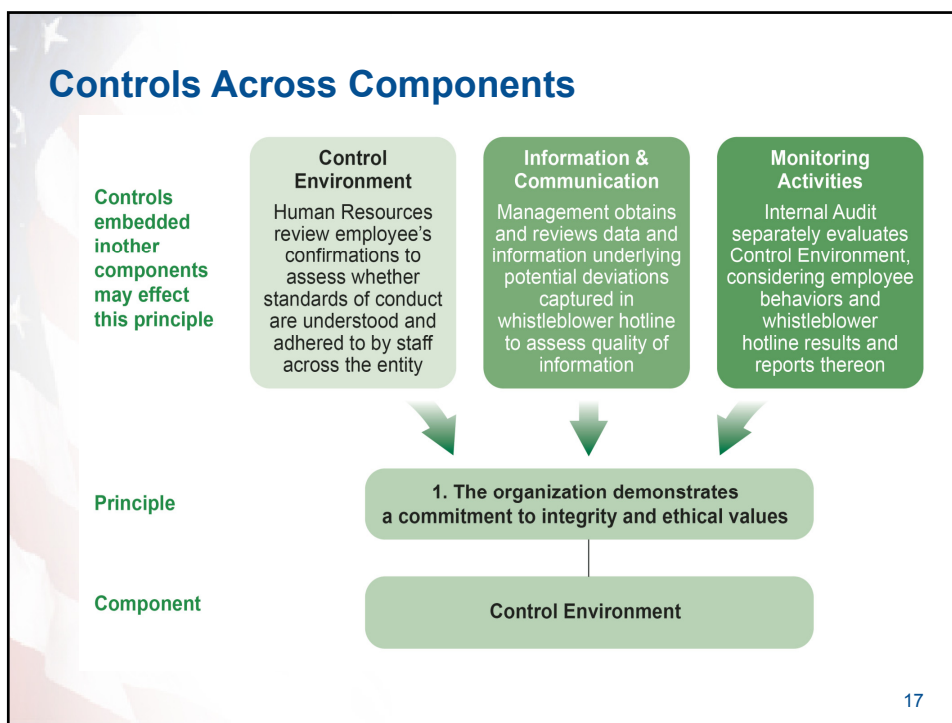 Controls Across Components
Controls
embedded
inother
components
may effect
this principle
Control
Environment
Human Resources
review employee's
confirmations to
assess whether
standards of conduct
are understood and
adhered to by staff
across the entity
Information &
Communication
Management obtains
and reviews data and
information underlying
potential deviations
captured in
whistleblower hotline
to assess quality of
information
Monitoring
Activities
Internal Audit
separately evaluates
Control Environment,
considering employee
behaviors and
whistleblower
hotline results and
reports thereon
Principle
1. The organization demonstrates
a commitment to integrity and ethical values
Component
Control Environment
17